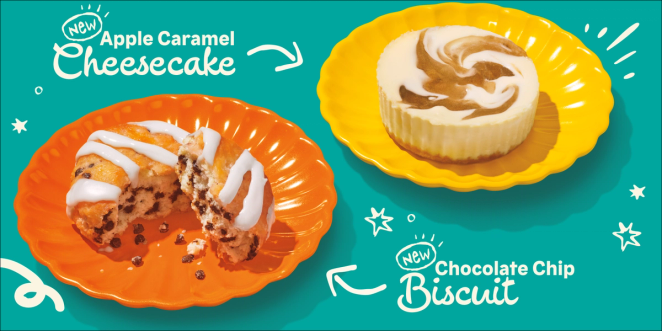 New
Apple Caramel
Cheesecake
New
Chocolate Chip
Biscuit